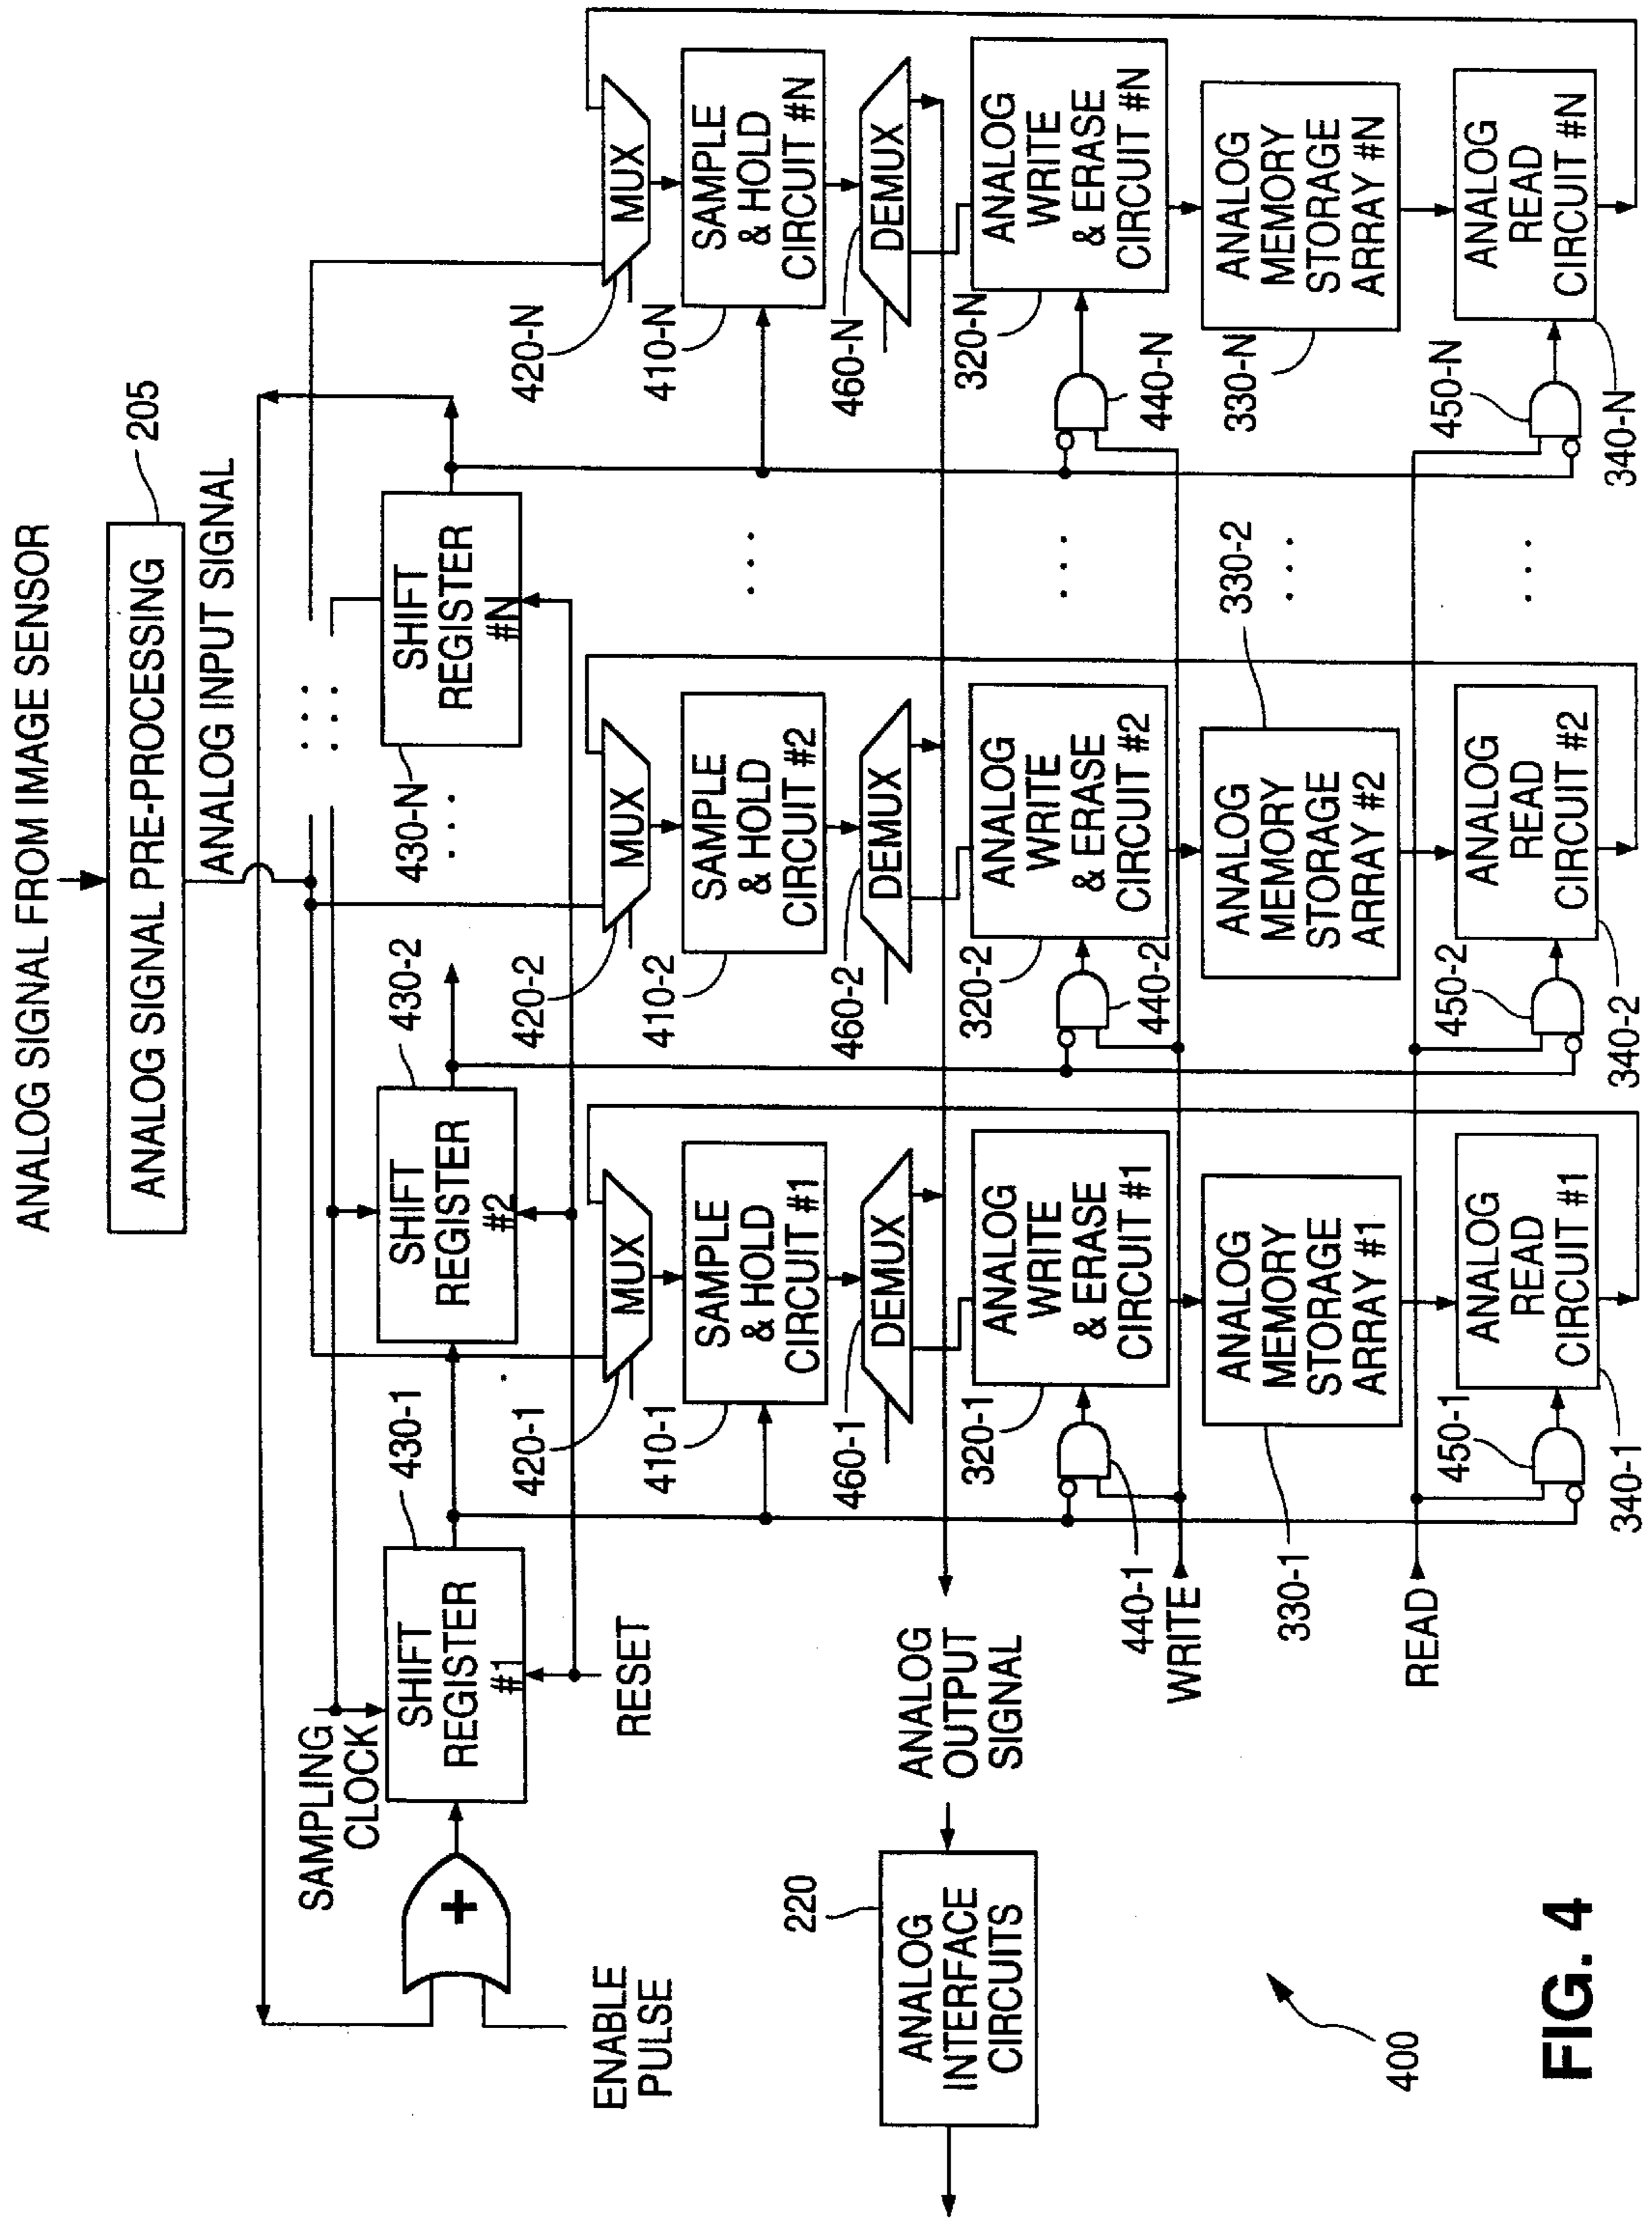 ANALOG SIGNAL FROM IMAGE SENSOR
ANALOG SIGNAL PRE-PROCESSING
205
ANALOG INPUT SIGNAL
SAMPLING
CLOCK
ENABLE
PULSE
+
SHIFT
REGISTER
#1
430-1
RESET
SHIFT
REGISTER
#2
430-2
SHIFT
REGISTER
#N
430-N
MUX
420-1
MUX
420-2
MUX
420-N
SAMPLE
& HOLD
CIRCUIT #1
410-1
SAMPLE
& HOLD
CIRCUIT #2
410-2
SAMPLE
& HOLD
CIRCUIT #N
410-N
DEMUX
460-1
DEMUX
460-2
DEMUX
460-N
ANALOG
OUTPUT
SIGNAL
220
ANALOG
INTERFACE
CIRCUITS
ANALOG
WRITE
& ERASE
CIRCUIT #1
320-1
ANALOG
WRITE
& ERASE
CIRCUIT #2
320-2
ANALOG
WRITE
& ERASE
CIRCUIT #N
320-N
440-1
440-2
440-N
WRITE
ANALOG
MEMORY
STORAGE
ARRAY #1
330-1
ANALOG
MEMORY
STORAGE
ARRAY #2
330-2
ANALOG
MEMORY
STORAGE
ARRAY #N
330-N
READ
450-1
450-2
450-N
ANALOG
READ
CIRCUIT #1
340-1
ANALOG
READ
CIRCUIT #2
340-2
ANALOG
READ
CIRCUIT #N
340-N
400
FIG. 4